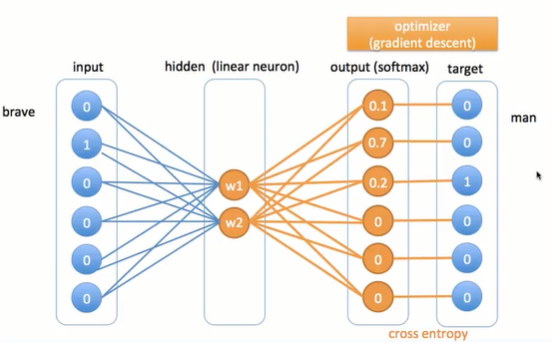 optimizer
(gradient descent)
input
hidden (linear neuron)
output (softmax)
target
brave
man
0
1
0
0
0
0
w1
w2
0.1
0.7
0.2
0
0
0
0
0
1
0
0
0
cross entropy